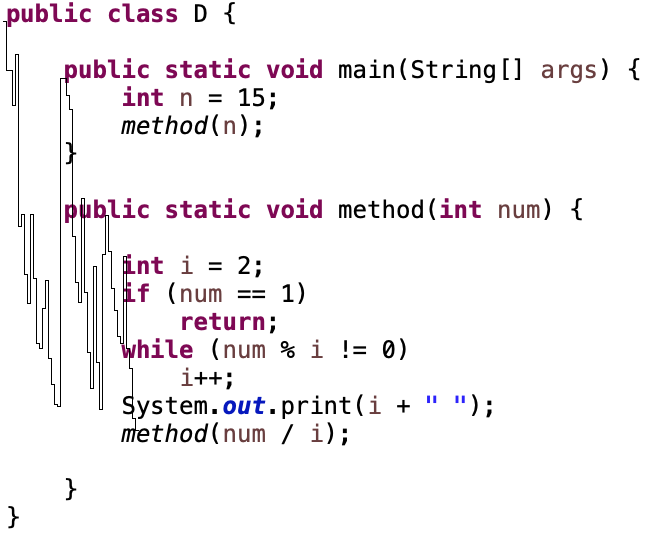 public class D {
public static void main(String[] args) {
int n = 15;
method(n);
}
public static void method(int num) {
int i = 2;
if (num == 1)
return;
while (num % i != 0)
i++;
System.out.print(i + " ");
method(num / i);
}
}